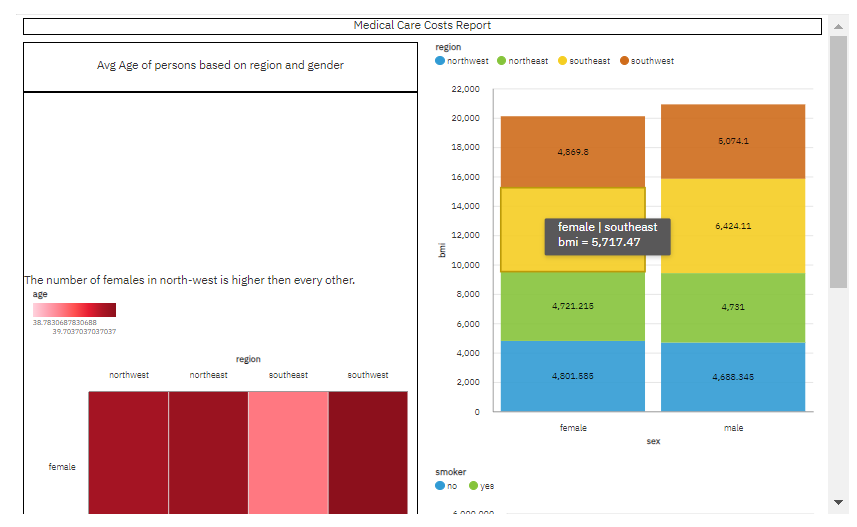 Medical Care Costs Report
Avg Age of persons based on region and gender
The number of females in north-west is higher then every other.
age
38.7830687830688
39.7037037037037
region
northwest northeast southeast southwest
female
region
northwest northeast southeast southwest
22,000
20,000
18,000
16,000
14,000
12,000
10,000
8,000
6,000
4,000
2,000
0
bmi
4,869.8
5,074.1
6,424.11
female | southeast
bmi = 5,717.47
4,721.215
4,731
4,801.585
4,688.345
female male
sex
smoker
no yes
6,000,000